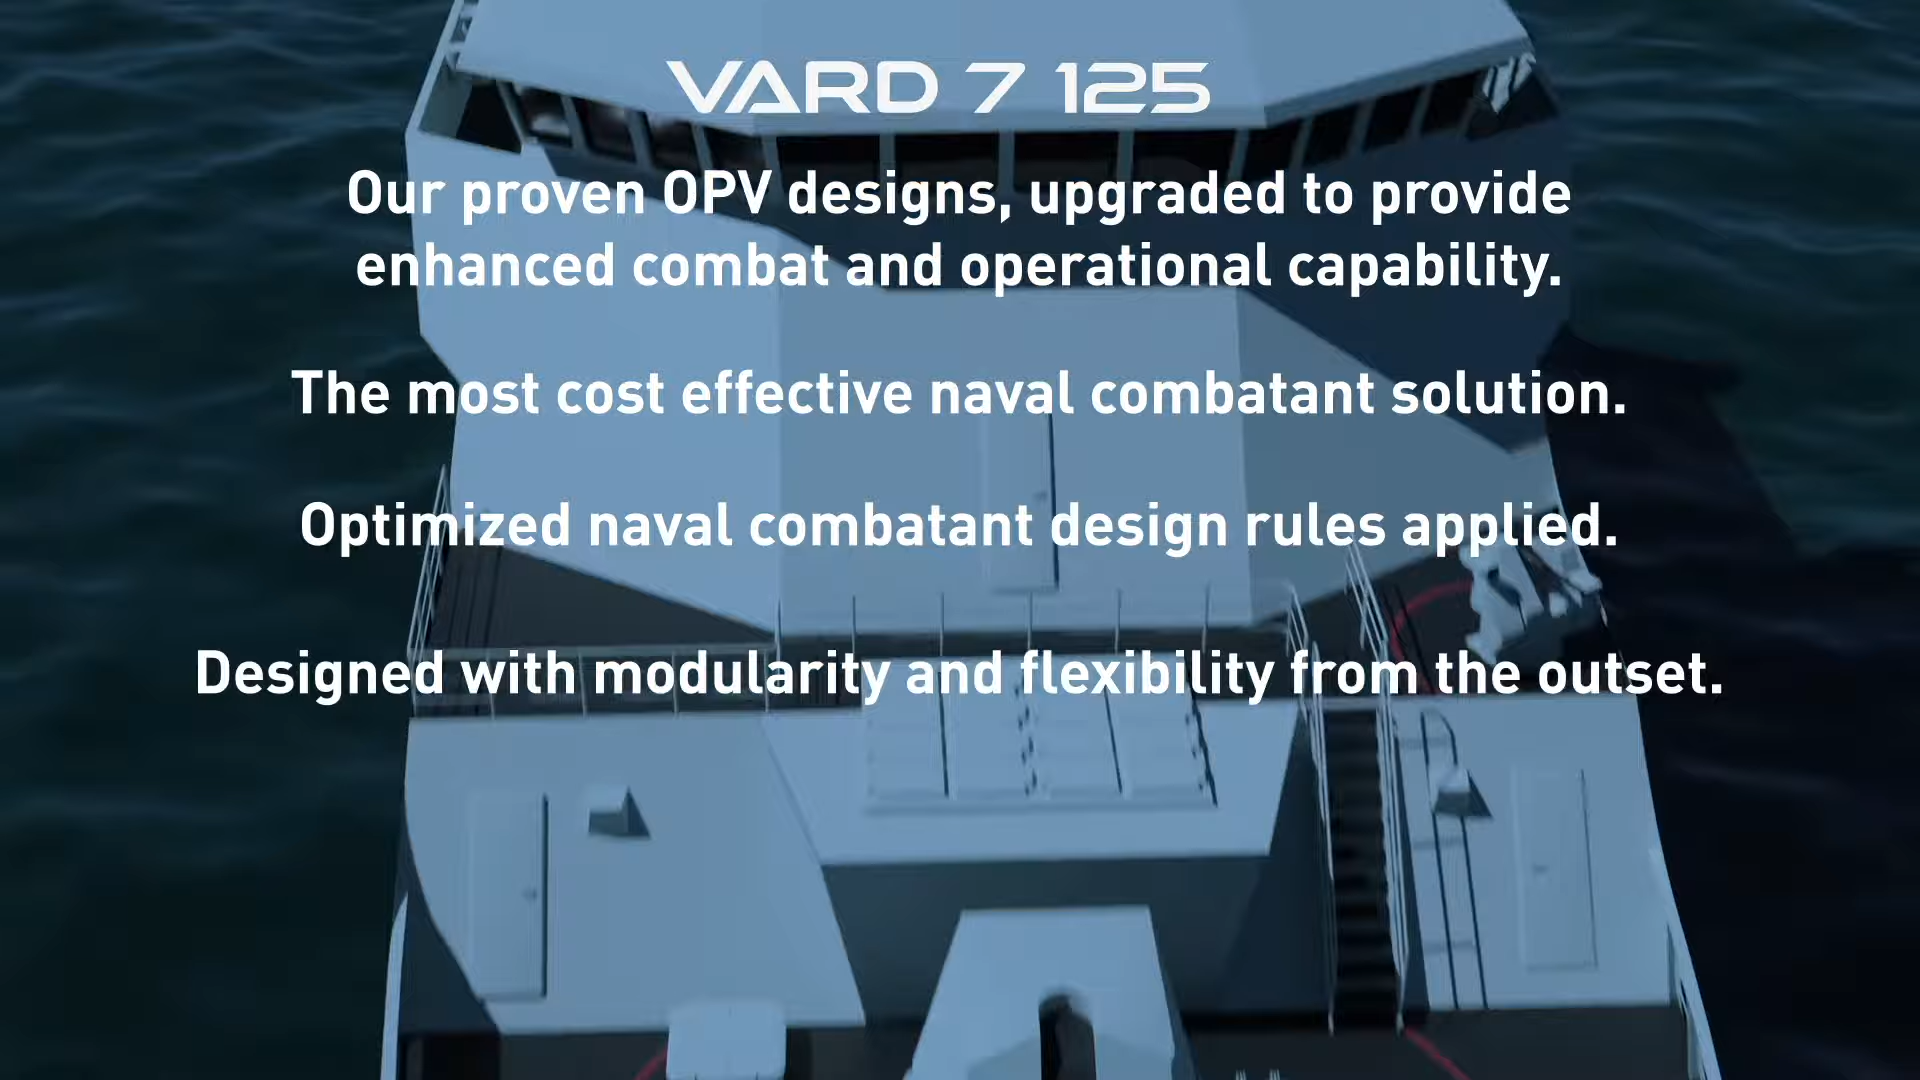 VARD 7 125
Our proven OPV designs, upgraded to provide
enhanced combat and operational capability.
The most cost effective naval combatant solution.
Optimized naval combatant design rules applied.
Designed with modularity and flexibility from the outset.